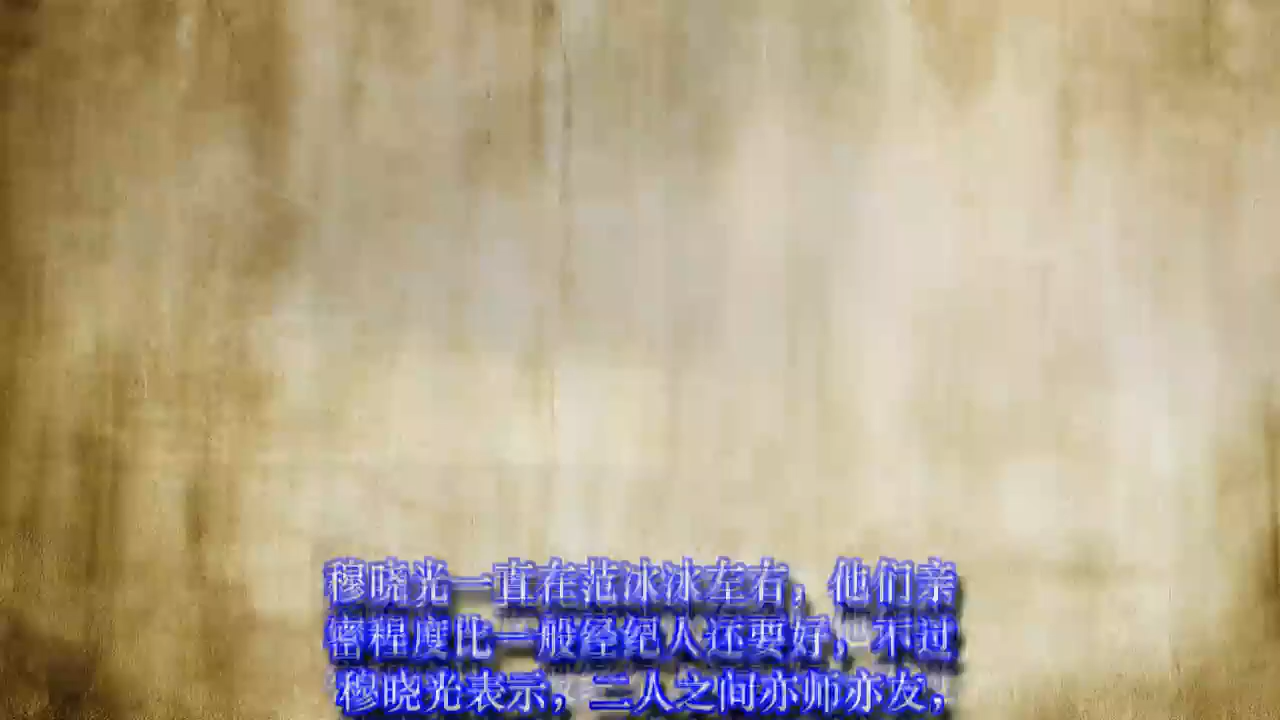 穆晓光一直在范冰冰左右，他们亲
密程度比一般经纪人还要好，不过
穆晓光表示，二人之间亦师亦友，